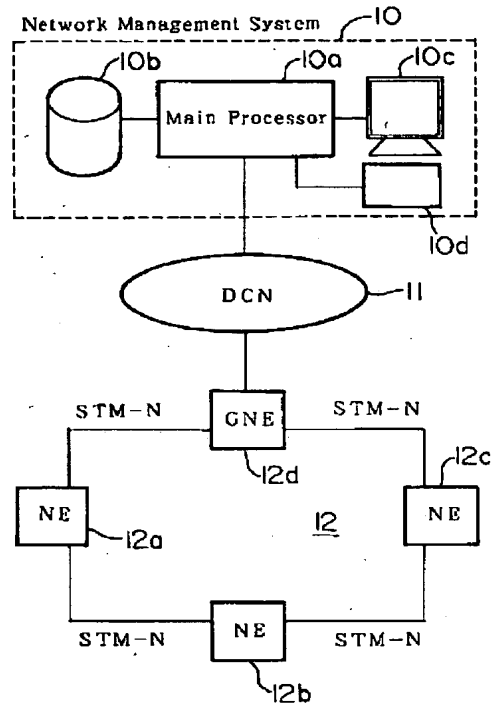 Network Management System
10
10b
10a
10c
Main Processor
10d
DCN
11
STM-N
GNE
STM-N
12d
12c
NE
12a
12
NE
STM-N
NE
STM-N
12b